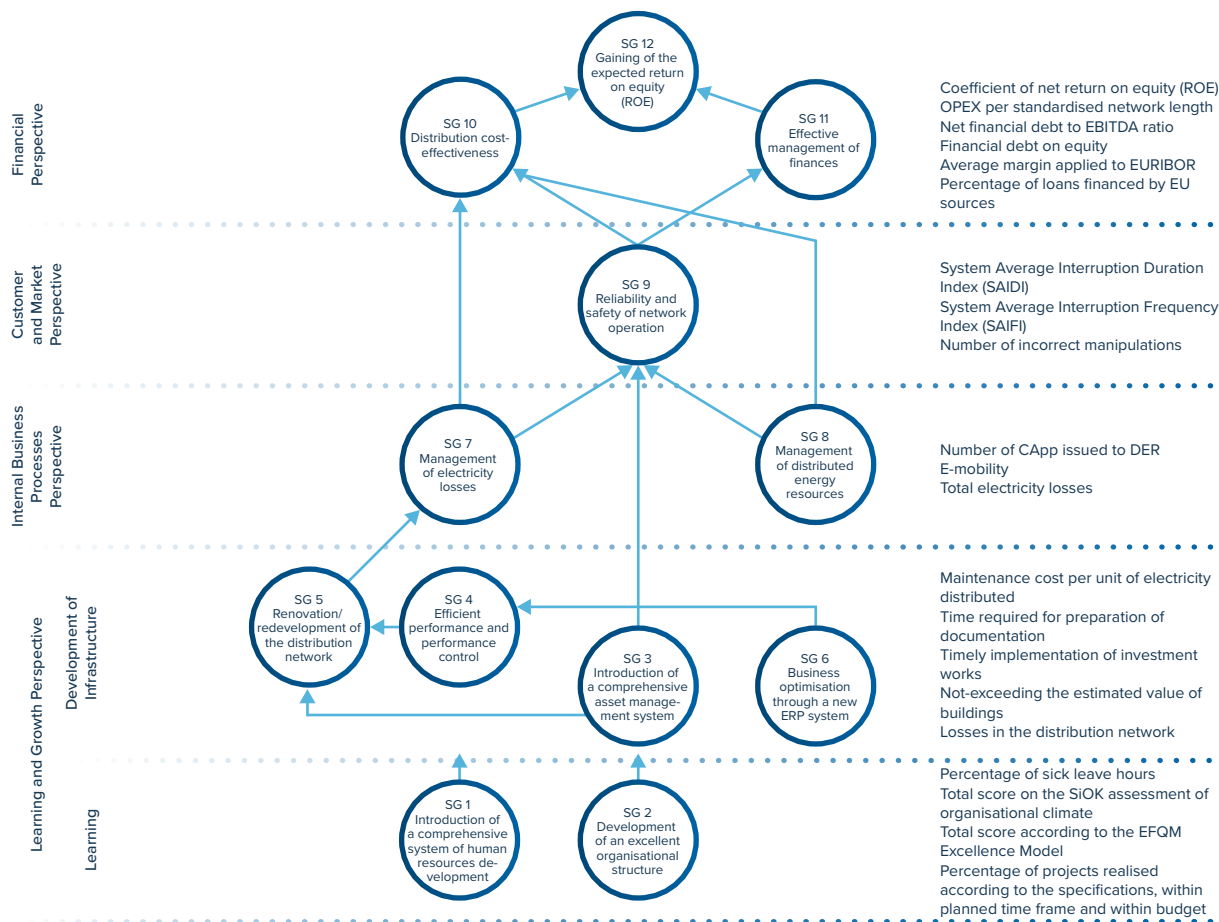 Financial
Perspective
SG 12
Gaining of the
expected return
on equity
(ROE)
SG 10
Distribution cost-
effectiveness
SG 11
Effective
management of
finances
Coefficient of net return on equity (ROE)
OPEX per standardised network length
Net financial debt to EBITDA ratio
Financial debt on equity
Average margin applied to EURIBOR
Percentage of loans financed by EU
sources
Customer
and Market
Perspective
SG 9
Reliability and
safety of network
operation
System Average Interruption Duration
Index (SAIDI)
System Average Interruption Frequency
Index (SAIFI)
Number of incorrect manipulations
Internal Business
Processes
Perspective
SG 7
Management
of electricity
losses
SG 8
Management
of distributed
energy
resources
Number of CApp issued to DER
E-mobility
Total electricity losses
Learning and Growth Perspective
Development of
Infrastructure
SG 5
Renovation/
redevelopment of
the distribution
network
SG 4
Efficient
performance and
performance
control
SG 3
Introduction of
a comprehensive
asset manage-
ment system
SG 6
Business
optimisation
through a new
ERP system
Maintenance cost per unit of electricity
distributed
Time required for preparation of
documentation
Timely implementation of investment
works
Not-exceeding the estimated value of
buildings
Losses in the distribution network
Learning
SG 1
Introduction of
a comprehensive
system of human
resources de-
velopment
SG 2
Development
of an excellent
organisational
structure
Percentage of sick leave hours
Total score on the SiOK assessment of
organisational climate
Total score according to the EFQM
Excellence Model
Percentage of projects realised
according to the specifications, within
planned time frame and within budget